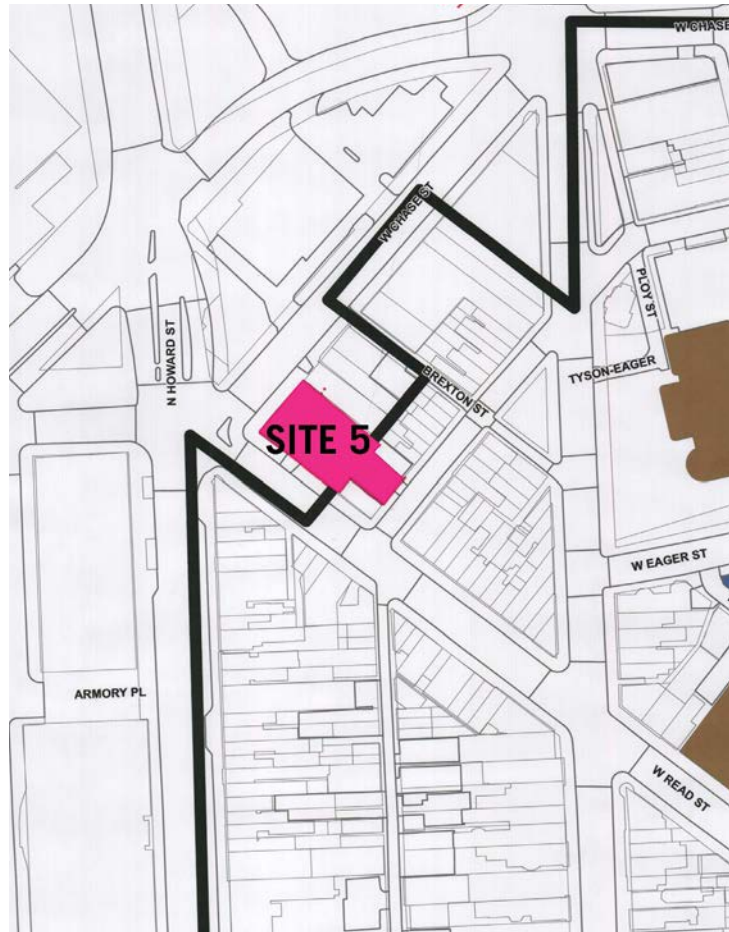 W CHASE
W CHASE ST
PLOY ST
N HOWARD ST
TYSON-EAGER
BREXTON ST
SITE 5
W EAGER ST
ARMORY PL
W READ ST